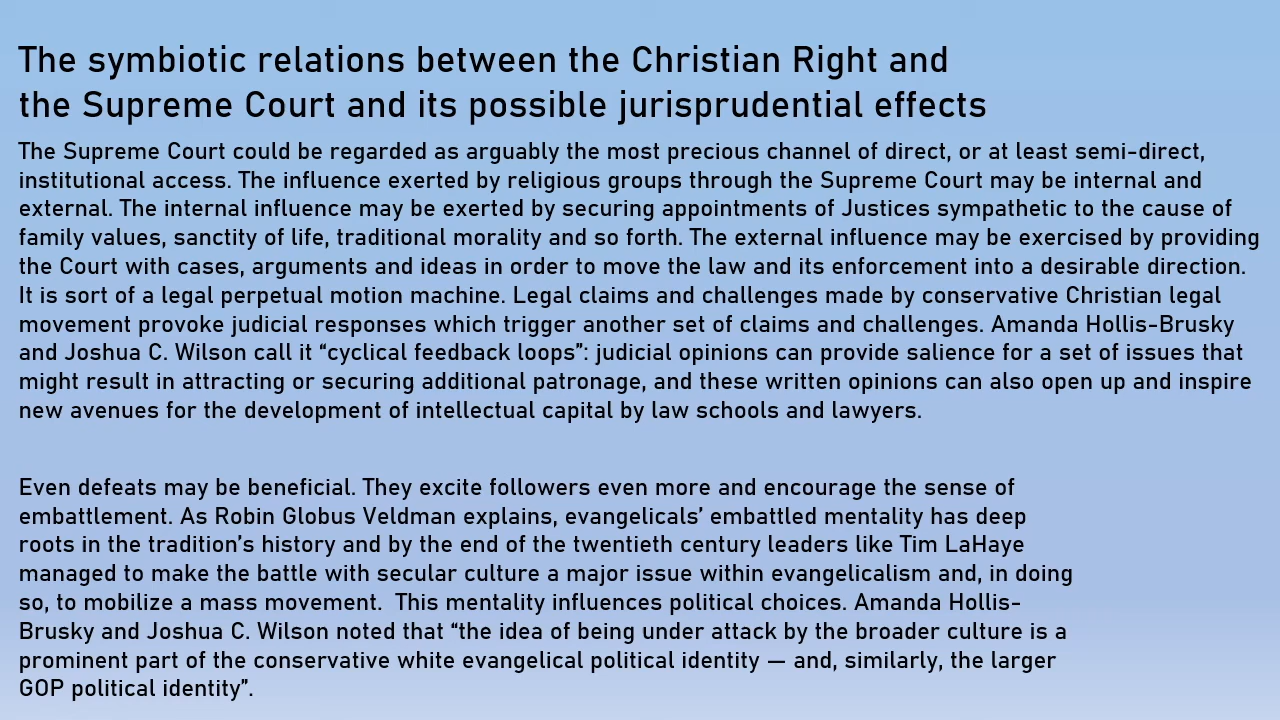 The symbiotic relations between the Christian Right and
the Supreme Court and its possible jurisprudential effects
The Supreme Court could be regarded as arguably the most precious channel of direct, or at least semi-direct,
institutional access. The influence exerted by religious groups through the Supreme Court may be internal and
external. The internal influence may be exerted by securing appointments of Justices sympathetic to the cause of
family values, sanctity of life, traditional morality and so forth. The external influence may be exercised by providing
the Court with cases, arguments and ideas in order to move the law and its enforcement into a desirable direction.
It is sort of a legal perpetual motion machine. Legal claims and challenges made by conservative Christian legal
movement provoke judicial responses which trigger another set of claims and challenges. Amanda Hollis-Brusky
and Joshua C. Wilson call it “cyclical feedback loops”: judicial opinions can provide salience for a set of issues that
might result in attracting or securing additional patronage, and these written opinions can also open up and inspire
new avenues for the development of intellectual capital by law schools and lawyers.
Even defeats may be beneficial. They excite followers even more and encourage the sense of
embattlement. As Robin Globus Veldman explains, evangelicals’ embattled mentality has deep
roots in the tradition’s history and by the end of the twentieth century leaders like Tim LaHaye
managed to make the battle with secular culture a major issue within evangelicalism and, in doing
so, to mobilize a mass movement.  This mentality influences political choices. Amanda Hollis-
Brusky and Joshua C. Wilson noted that “the idea of being under attack by the broader culture is a
prominent part of the conservative white evangelical political identity — and, similarly, the larger
GOP political identity”.